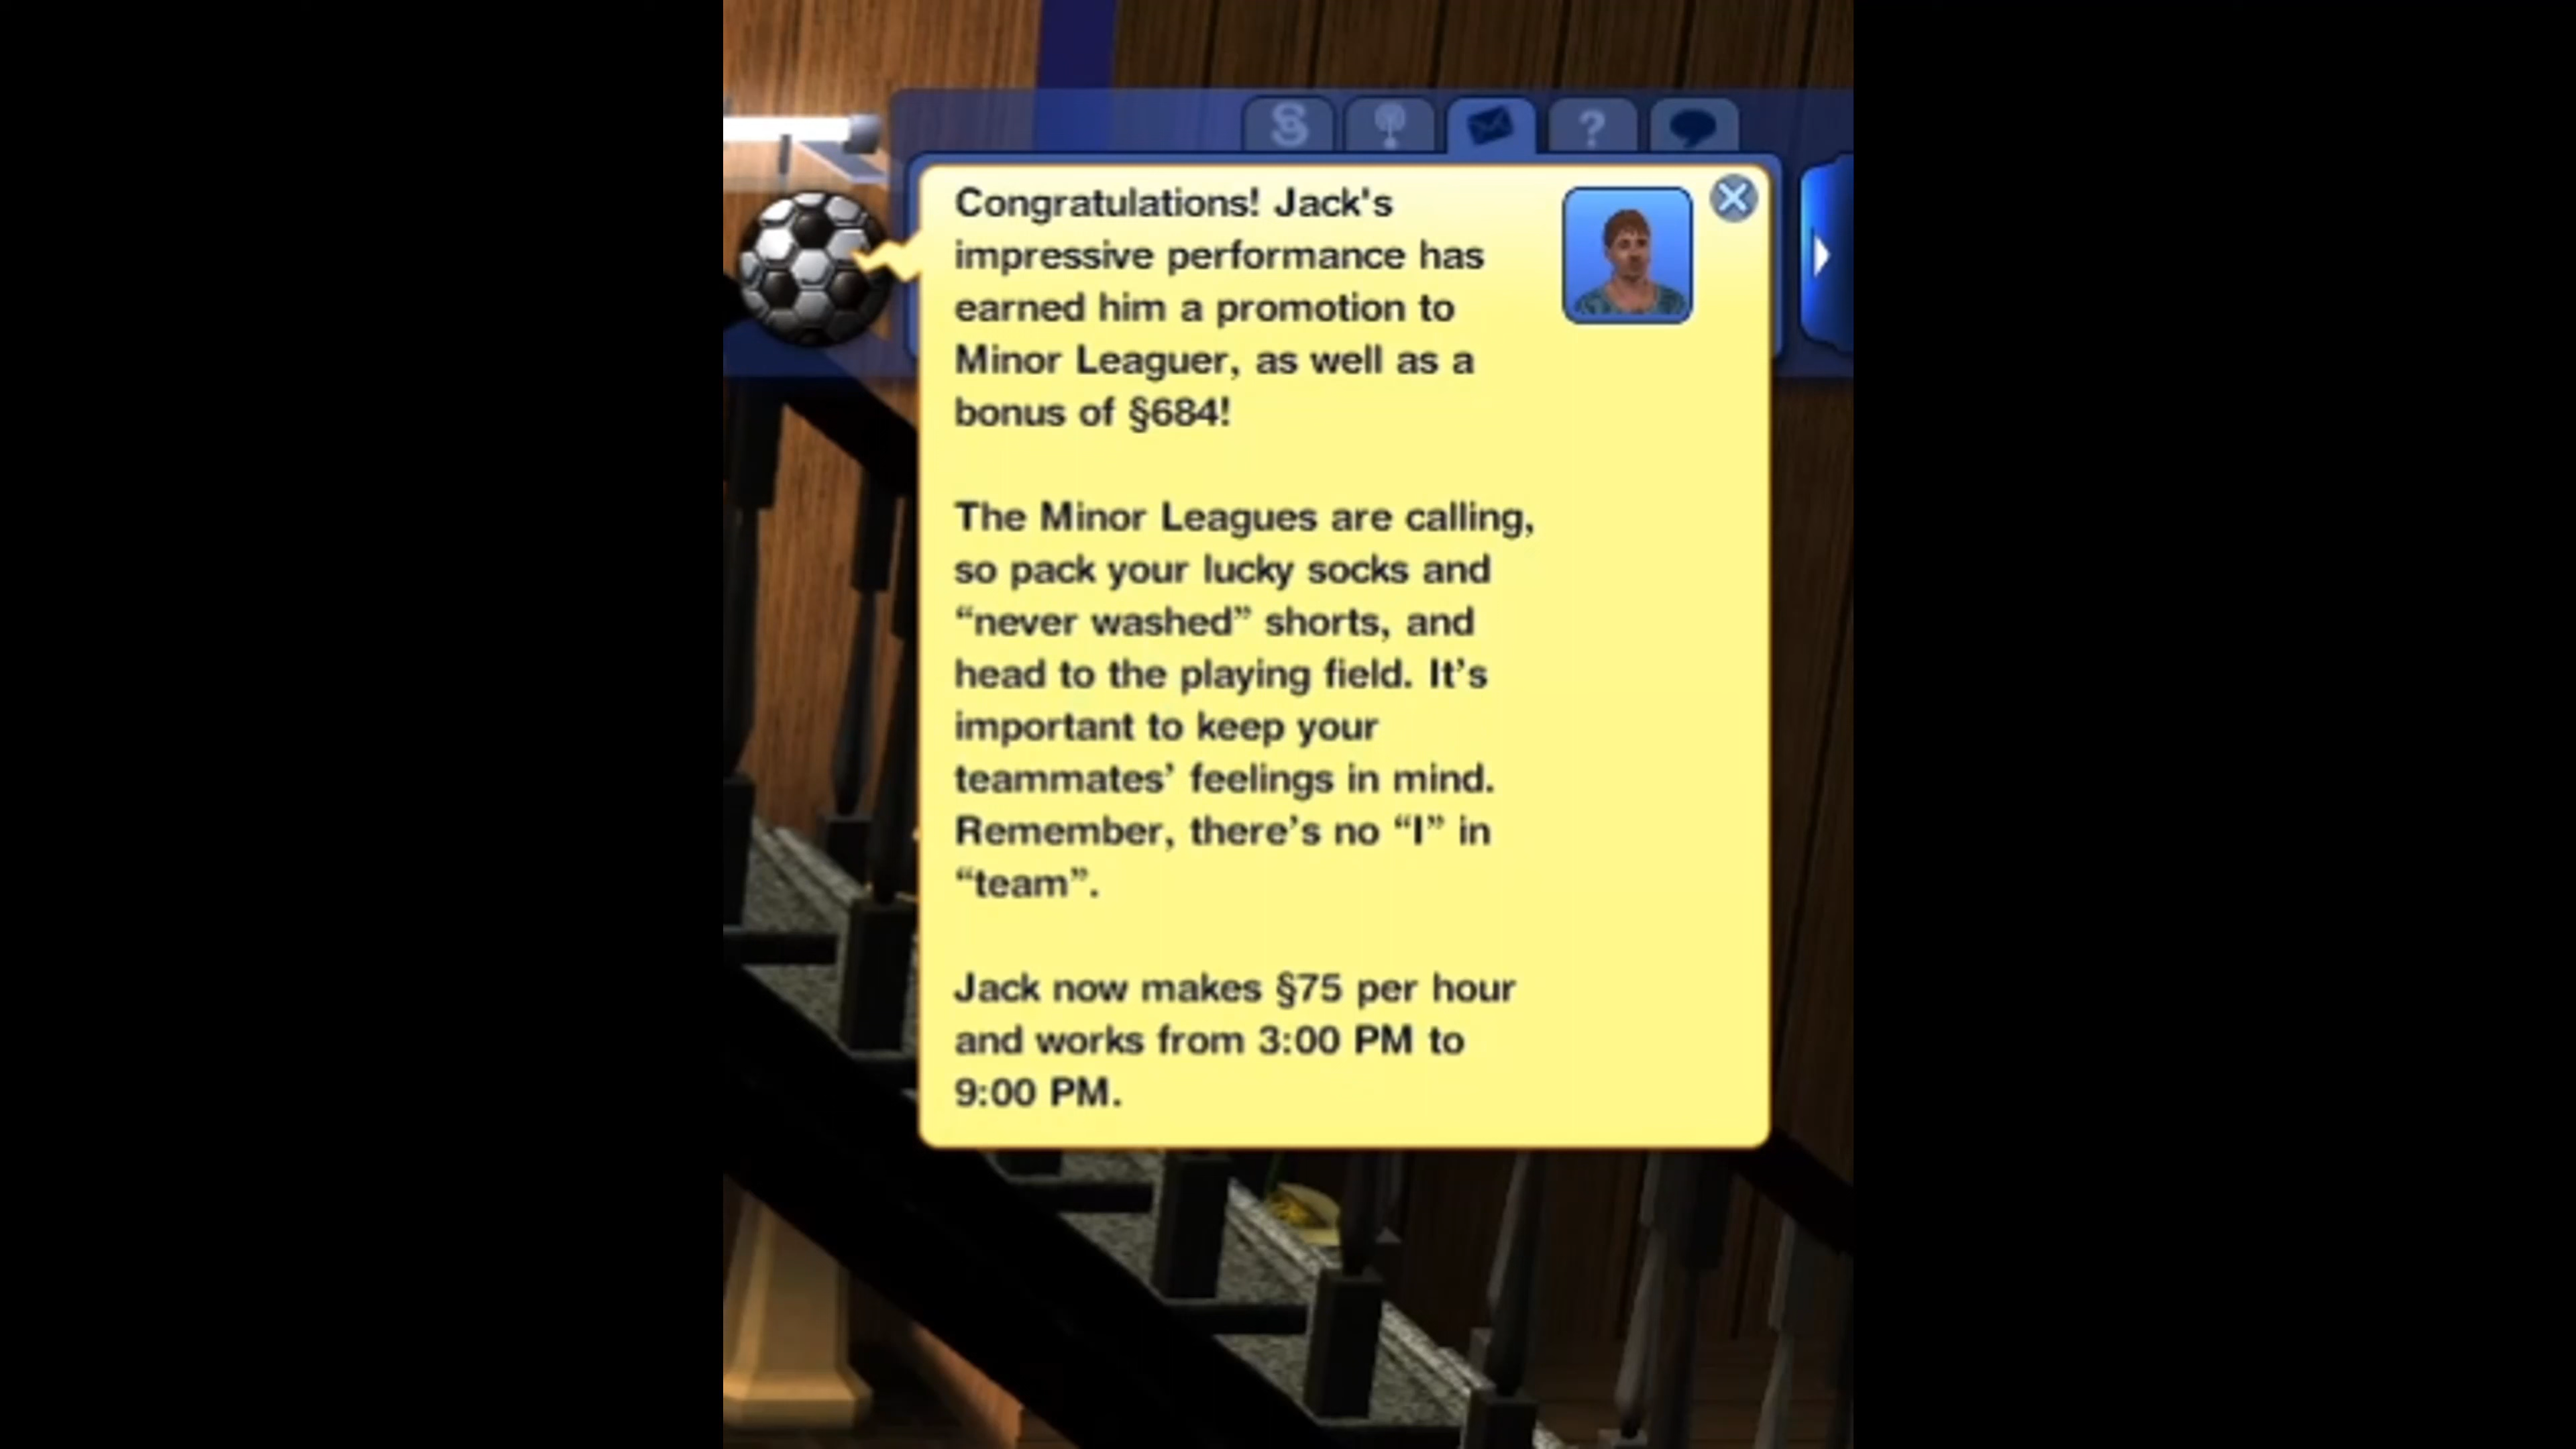 Congratulations! Jack's
impressive performance has
earned him a promotion to
Minor Leaguer, as well as a
bonus of §684!
The Minor Leagues are calling,
so pack your lucky socks and
“never washed” shorts, and
head to the playing field. It’s
important to keep your
teammates’ feelings in mind.
Remember, there’s no “I” in
“team”.
Jack now makes §75 per hour
and works from 3:00 PM to
9:00 PM.